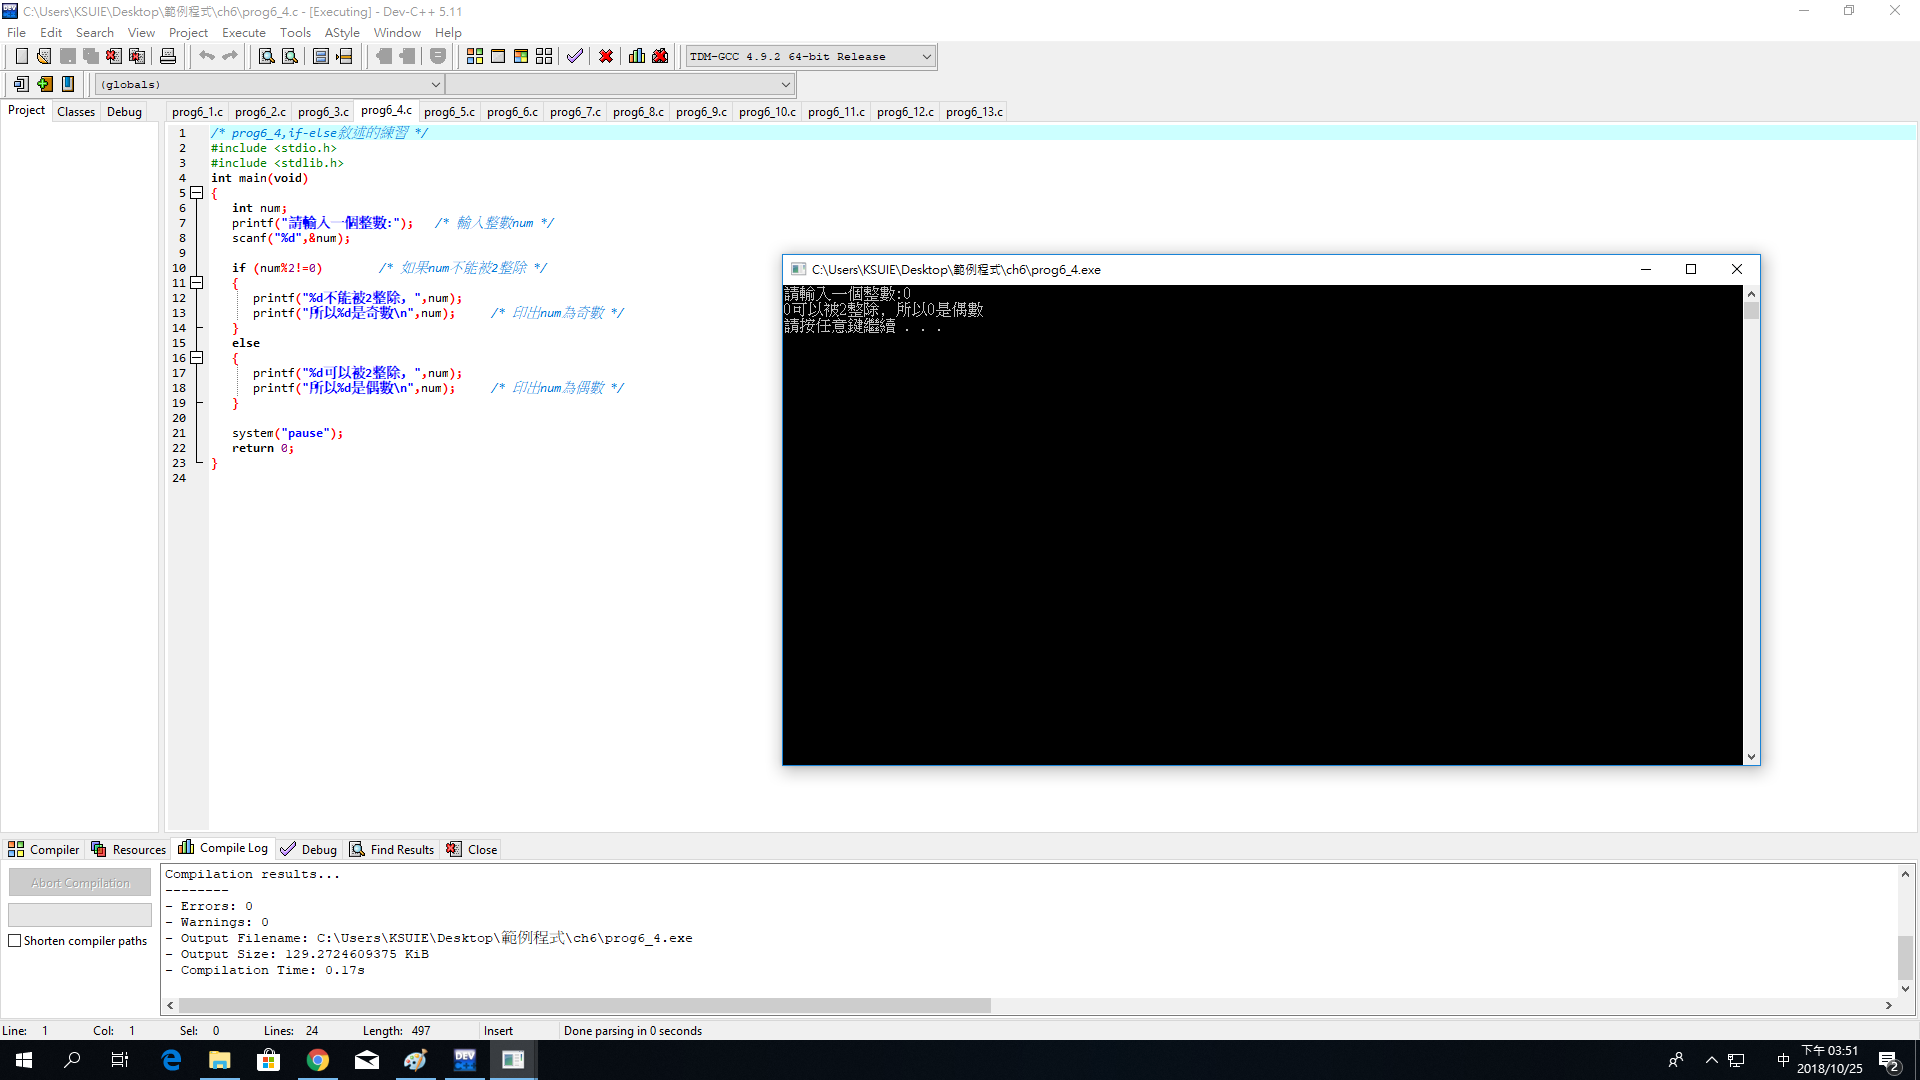 C:\Users\KSUIE\Desktop\範例程式\ch6\prog6_4.c - [Executing] - Dev-C++ 5.11
File Edit Search View Project Execute Tools AStyle Window Help
TDM-GCC 4.9.2 64-bit Release
(globals)
Project Classes Debug
prog6_1.c prog6_2.c prog6_3.c prog6_4.c prog6_5.c prog6_6.c prog6_7.c prog6_8.c prog6_9.c prog6_10.c prog6_11.c prog6_12.c prog6_13.c
1 /* prog6_4,if-else敘述的練習 */
2 #include <stdio.h>
3 #include <stdlib.h>
4 int main(void)
5 {
6 int num;
7 printf("請輸入一個整數:"); /* 輸入整數num */
8 scanf("%d",&num);
9
10 if (num%2!=0) /* 如果num不能被2整除 */
11 {
12 printf("%d不能被2整除, ",num);
13 printf("所以%d是奇數\n",num); /* 印出num為奇數 */
14 }
15 else
16 {
17 printf("%d可以被2整除, ",num);
18 printf("所以%d是偶數\n",num); /* 印出num為偶數 */
19 }
20
21 system("pause");
22 return 0;
23 }
24
C:\Users\KSUIE\Desktop\範例程式\ch6\prog6_4.exe
請輸入一個整數:0
0可以被2整除, 所以0是偶數
請按任意鍵繼續 . . .
Compiler Resources Compile Log Debug Find Results Close
Abort Compilation
Shorten compiler paths
Compilation results...
--------
- Errors: 0
- Warnings: 0
- Output Filename: C:\Users\KSUIE\Desktop\範例程式\ch6\prog6_4.exe
- Output Size: 129.2724609375 KiB
- Compilation Time: 0.17s
Line: 1 Col: 1 Sel: 0 Lines: 24 Length: 497 Insert Done parsing in 0 seconds
DEV C++
中
下午 03:51
2018/10/25
2